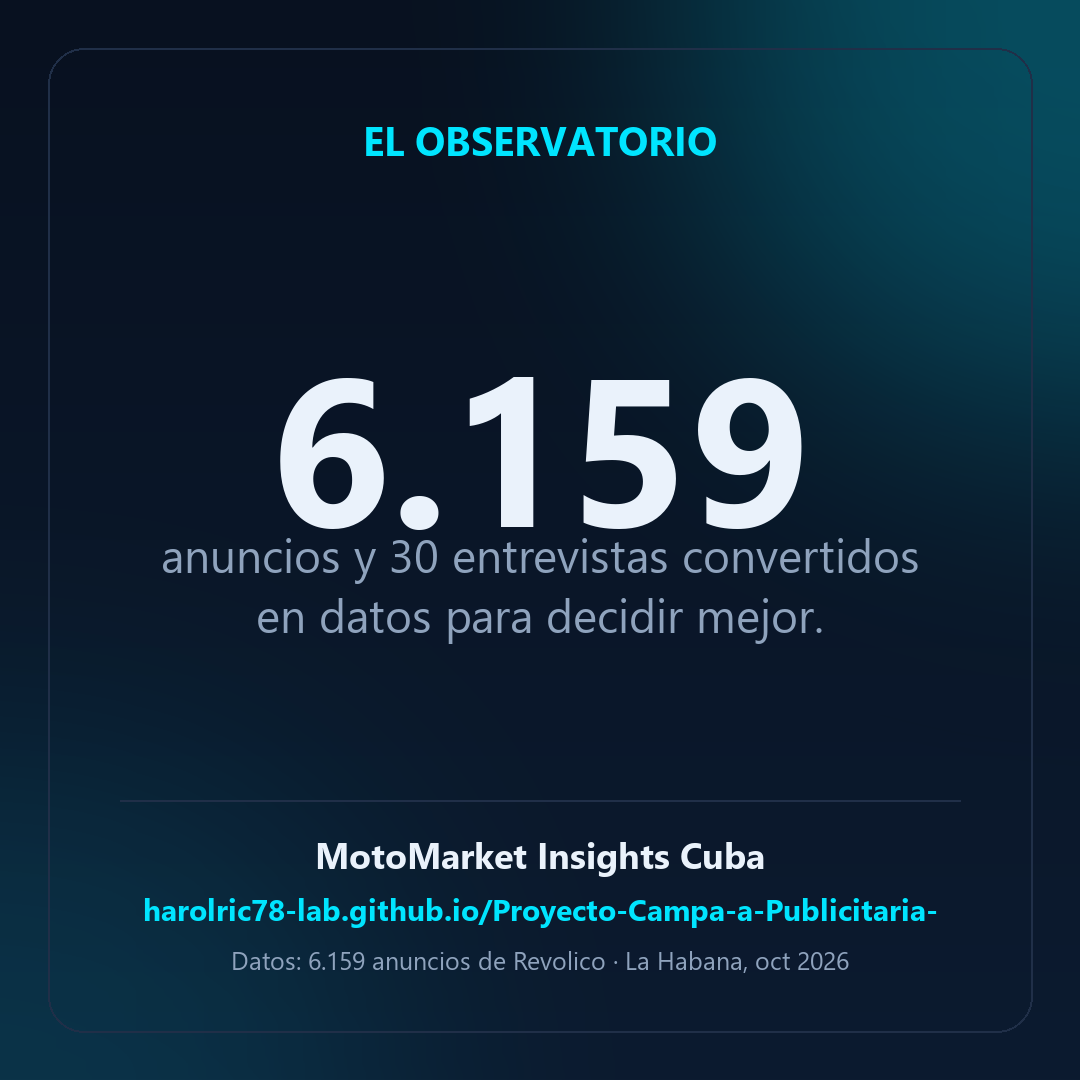 EL OBSERVATORIO
6.159
anuncios y 30 entrevistas convertidos
en datos para decidir mejor.
MotoMarket Insights Cuba
harolric78-lab.github.io/Proyecto-Campa-a-Publicitaria-
Datos: 6.159 anuncios de Revolico · La Habana, oct 2026